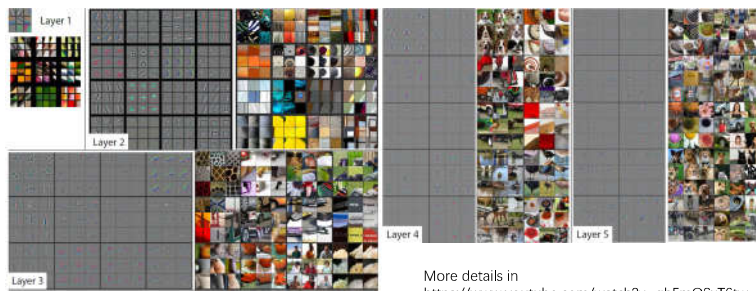 Layer 1
Layer 2
Layer 3
Layer 4
Layer 5
More details in